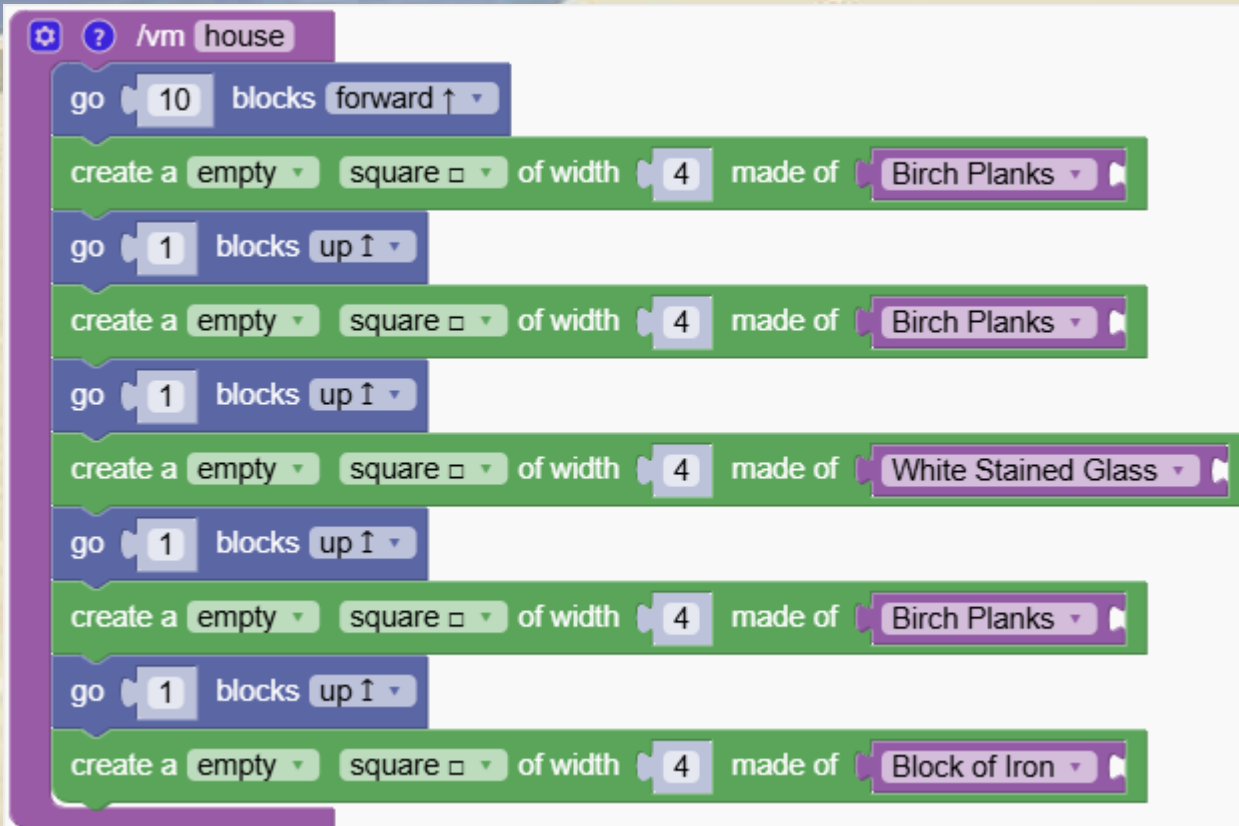 ? /vm house
go 10 blocks forward ↑
create a empty square □ of width 4 made of Birch Planks
go 1 blocks up ↥
create a empty square □ of width 4 made of Birch Planks
go 1 blocks up ↥
create a empty square □ of width 4 made of White Stained Glass
go 1 blocks up ↥
create a empty square □ of width 4 made of Birch Planks
go 1 blocks up ↥
create a empty square □ of width 4 made of Block of Iron